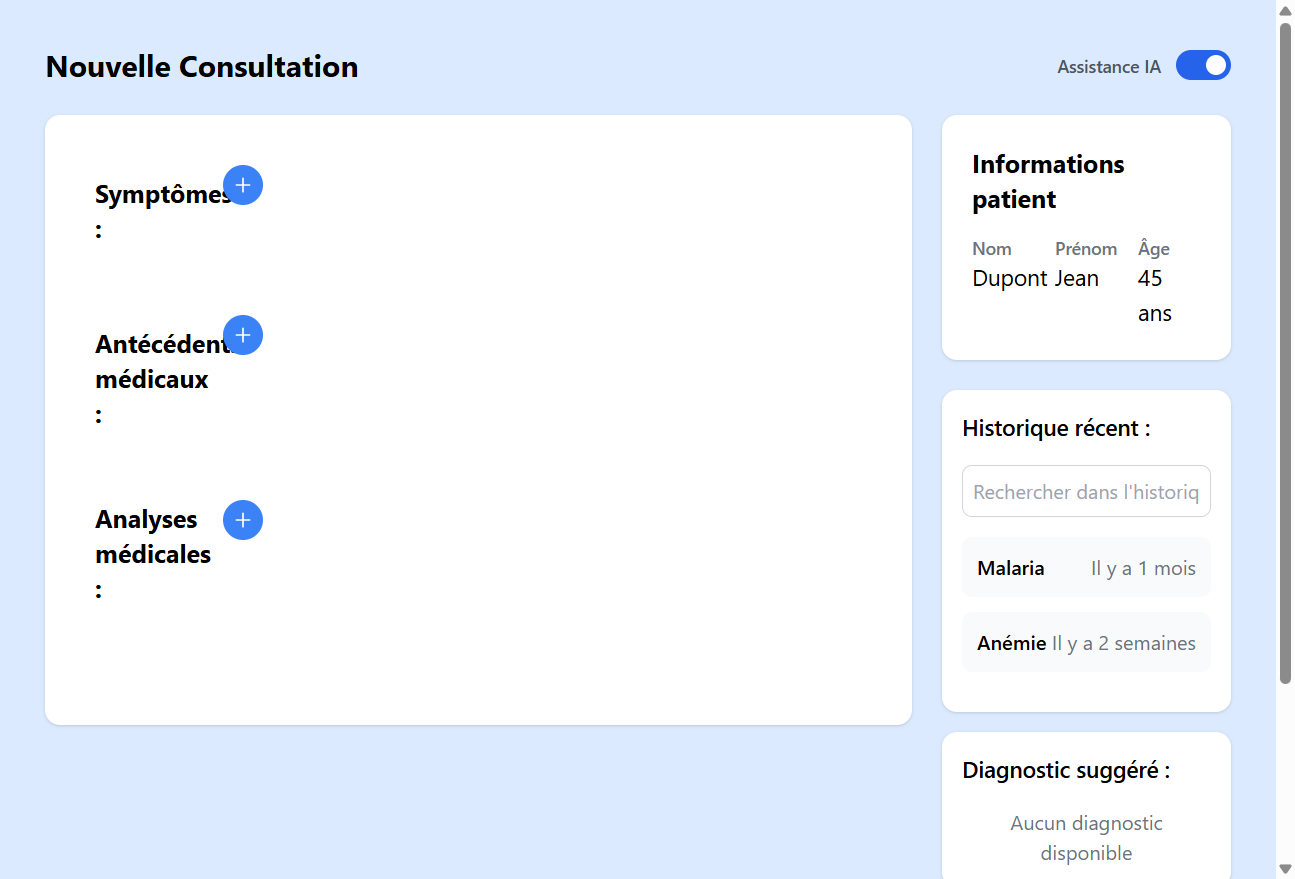 Nouvelle Consultation
Assistance IA
Symptômes
:
Antécédent
médicaux
:
Analyses
médicales
:
Informations
patient
Nom Prénom Âge
Dupont Jean 45
ans
Historique récent :
Rechercher dans l'historiq
Malaria Il y a 1 mois
Anémie Il y a 2 semaines
Diagnostic suggéré :
Aucun diagnostic
disponible